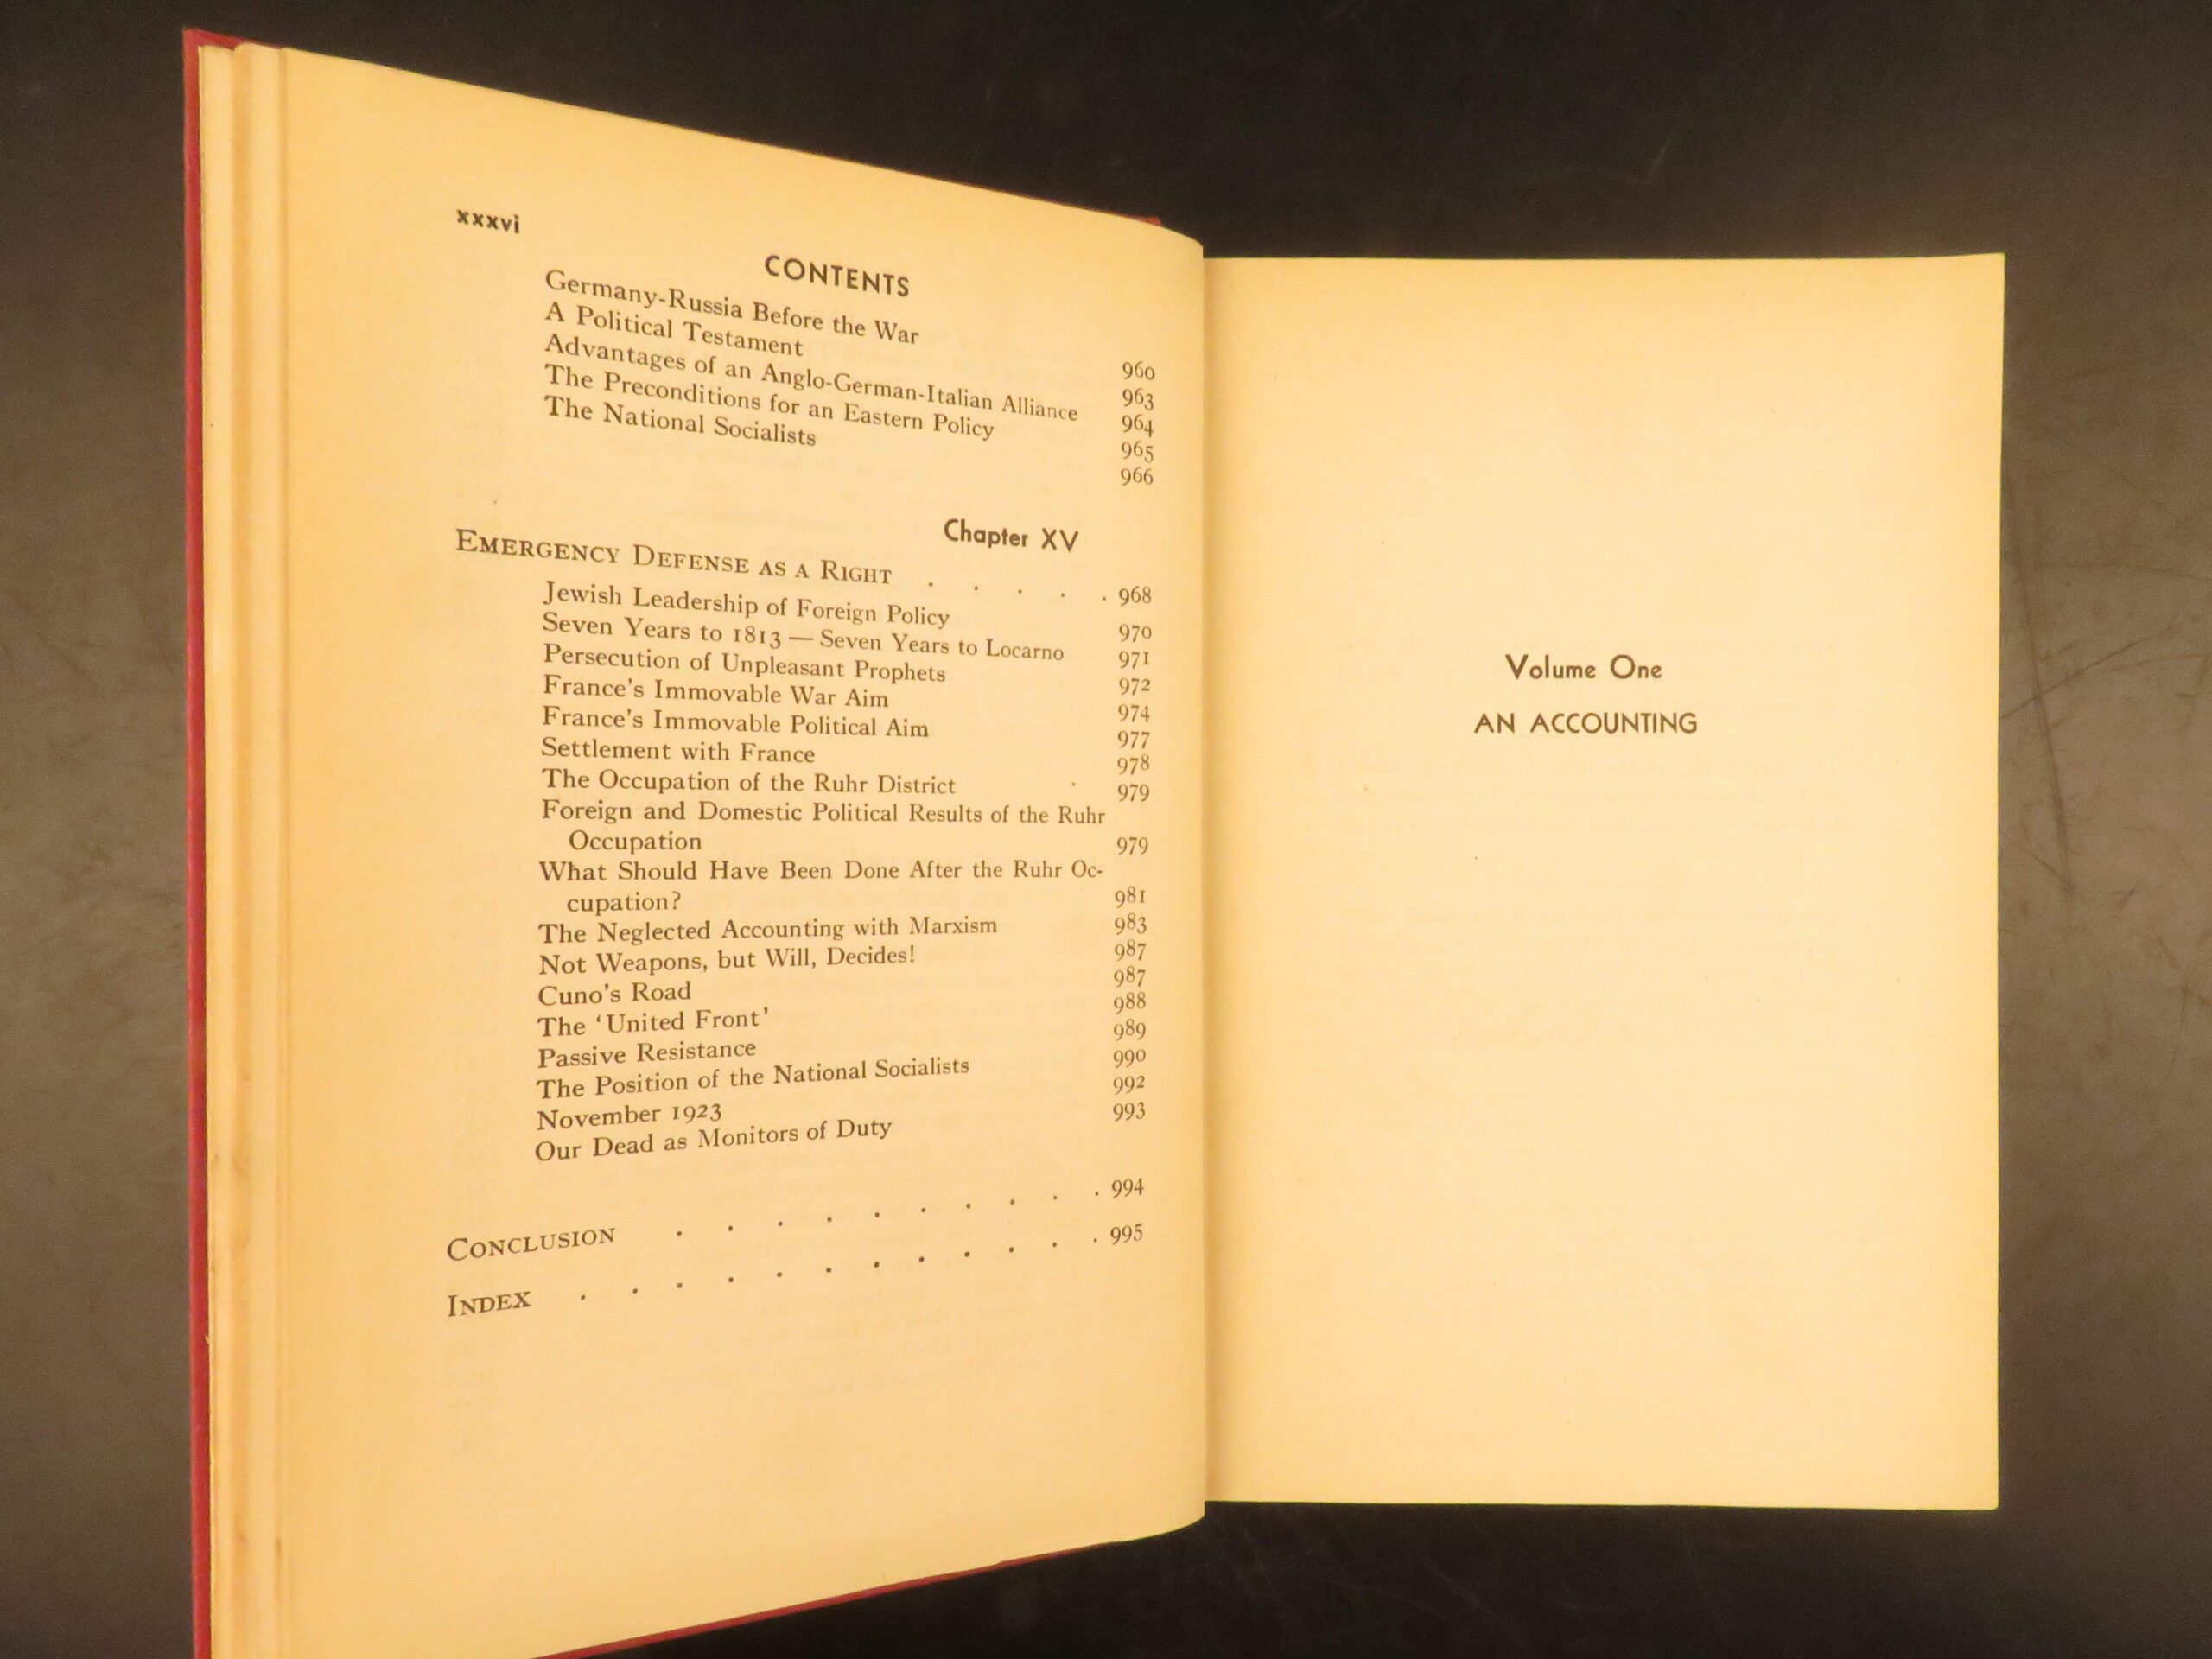 xxxvi
CONTENTS
Germany-Russia Before the War 960
A Political Testament 963
Advantages of an Anglo-German-Italian Alliance 964
The Preconditions for an Eastern Policy 965
The National Socialists 966
Chapter XV
EMERGENCY DEFENSE AS A RIGHT . . . . . 968
Jewish Leadership of Foreign Policy 970
Seven Years to 1813 — Seven Years to Locarno 971
Persecution of Unpleasant Prophets 972
France's Immovable War Aim 974
France's Immovable Political Aim 977
Settlement with France 978
The Occupation of the Ruhr District 979
Foreign and Domestic Political Results of the Ruhr
Occupation 979
What Should Have Been Done After the Ruhr Oc-
cupation? 981
The Neglected Accounting with Marxism 983
Not Weapons, but Will, Decides! 987
Cuno's Road 987
The 'United Front' 988
Passive Resistance 989
The Position of the National Socialists 990
November 1923 992
Our Dead as Monitors of Duty 993
CONCLUSION . . . . . . . . . . 994
INDEX . . . . . . . . . . . . 995
Volume One
AN ACCOUNTING